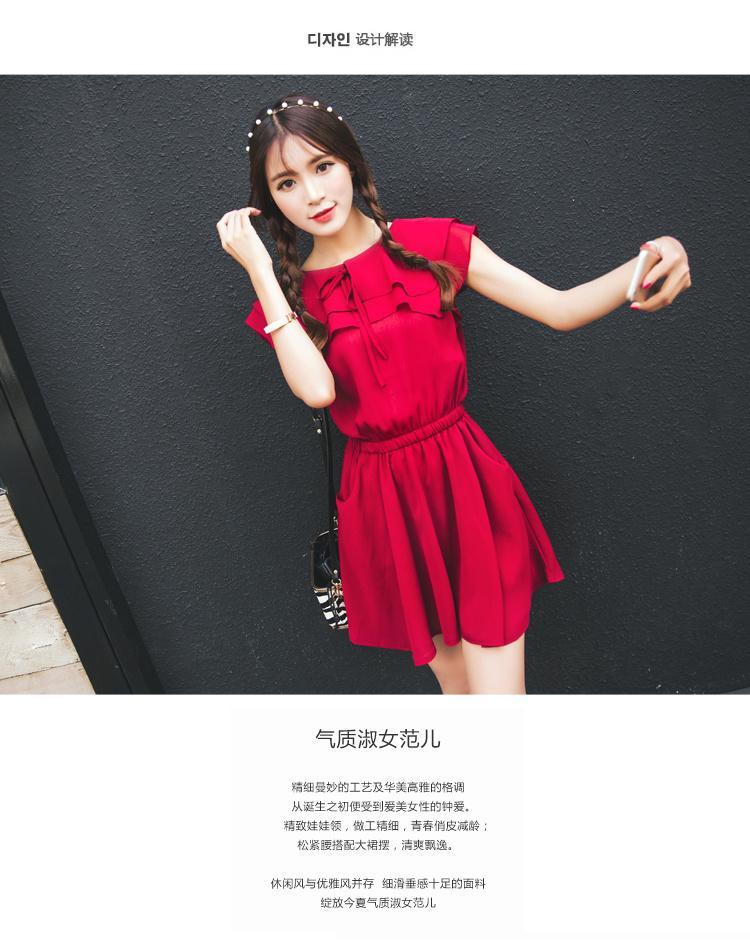 디자인 设计解读
气质淑女范儿
精细曼妙的工艺及华美高雅的格调
从诞生之初便受到爱美女性的钟爱。
精致娃娃领，做工精细，青春俏皮减龄；
松紧腰搭配大裙摆，清爽飘逸。
休闲风与优雅风并存 细滑垂感十足的面料
绽放今夏气质淑女范儿